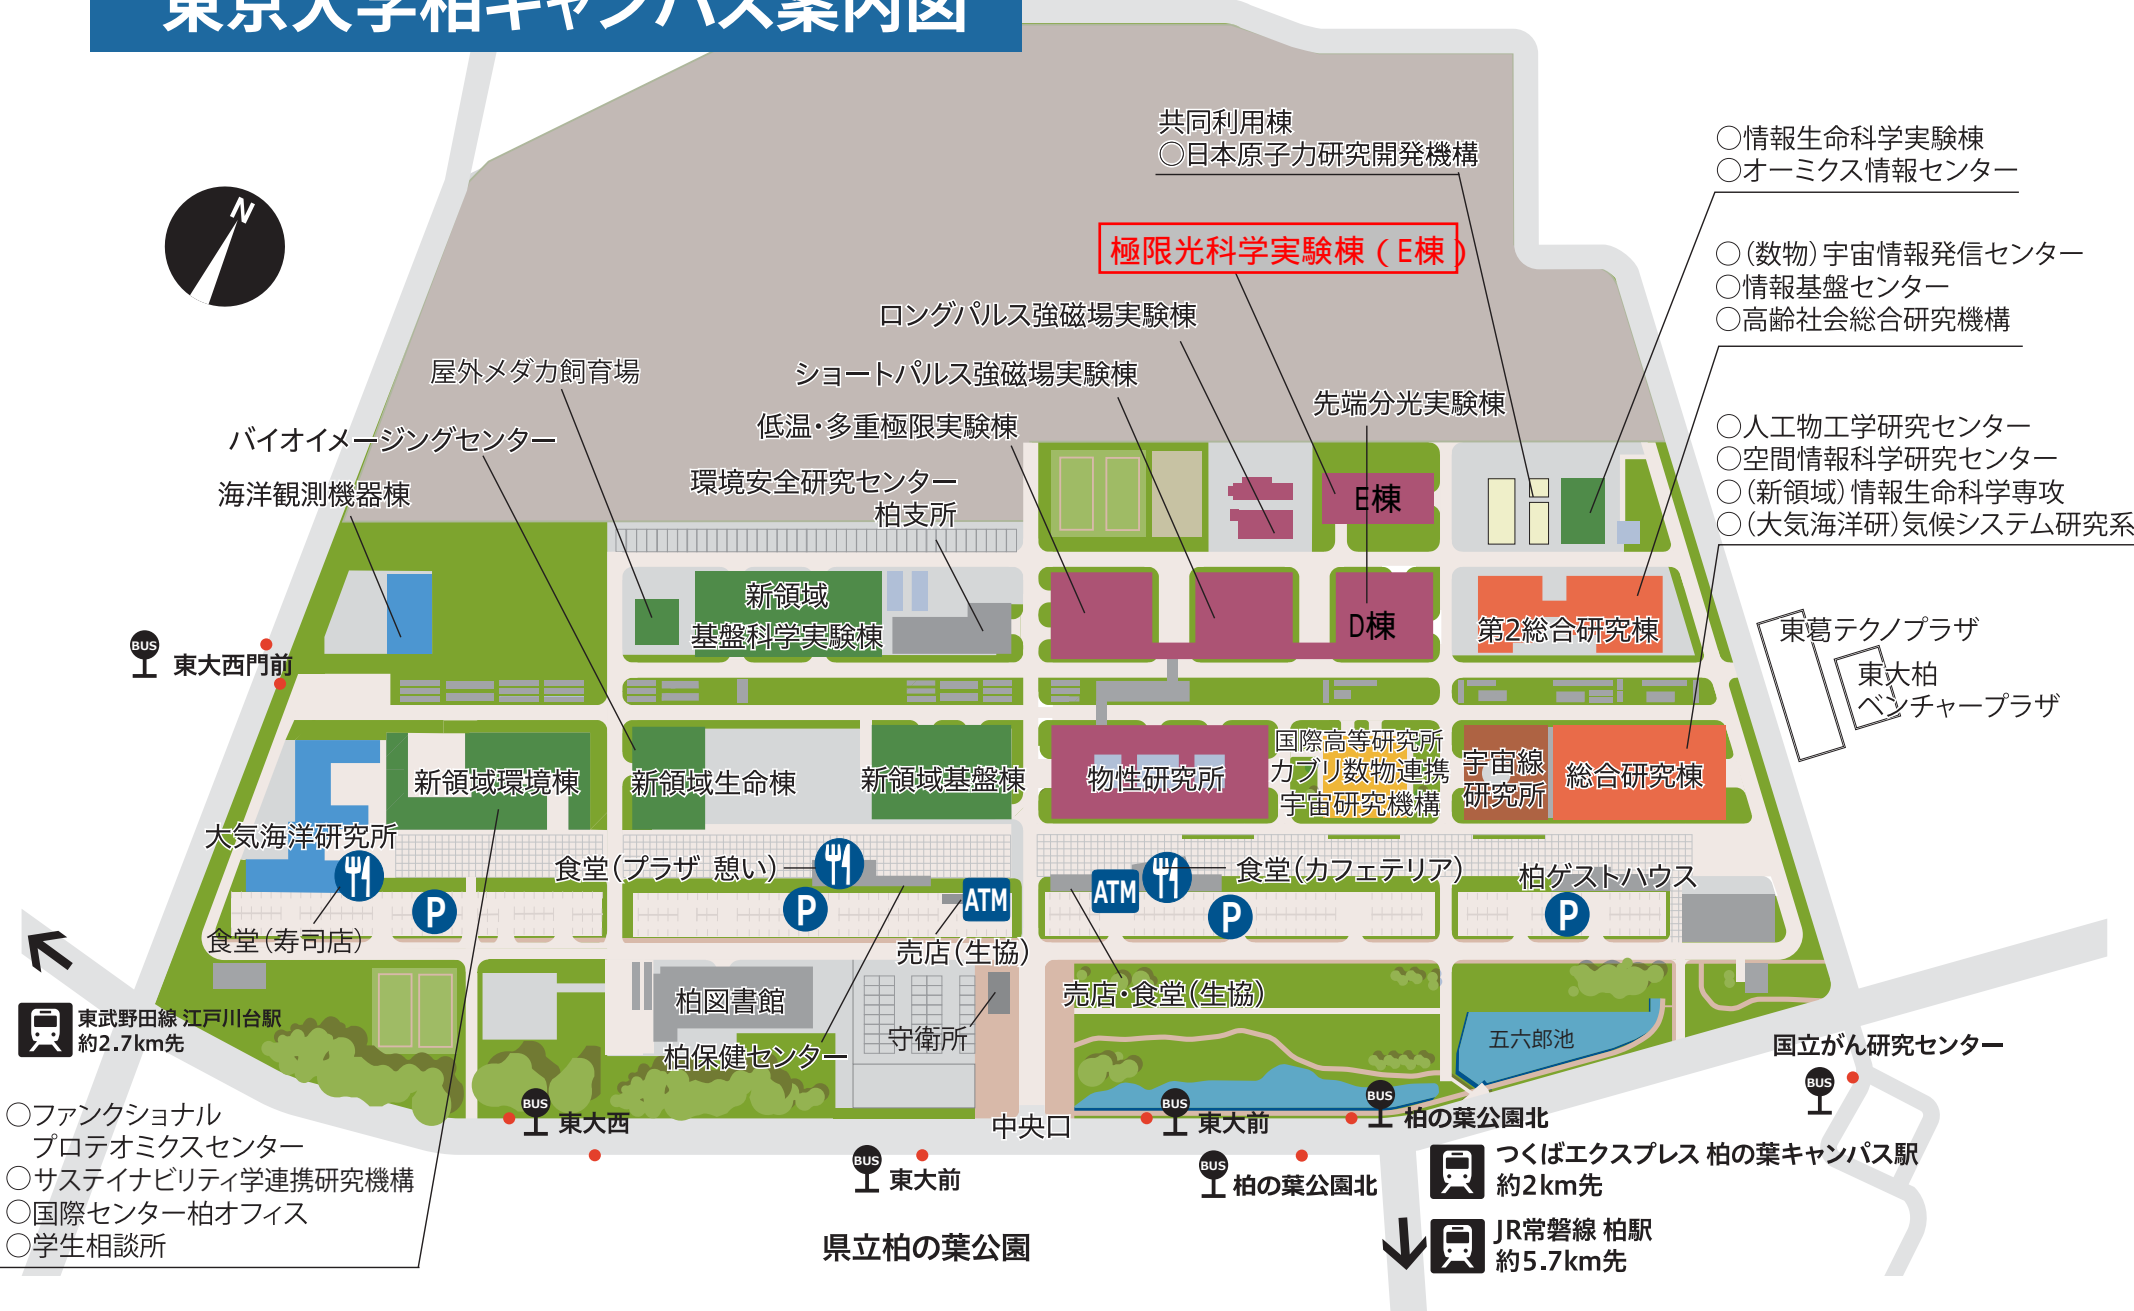 東京大学柏キャンパス案内図
N
共同利用棟
○日本原子力研究開発機構
○情報生命科学実験棟
○オーミクス情報センター
極限光科学実験棟(E棟)
○(数物)宇宙情報発信センター
○情報基盤センター
○高齢社会総合研究機構
ロングパルス強磁場実験棟
屋外メダカ飼育場
ショートパルス強磁場実験棟
先端分光実験棟
低温・多重極限実験棟
バイオイメージングセンター
海洋観測機器棟
環境安全研究センター
柏支所
○人工物工学研究センター
○空間情報科学研究センター
○(新領域)情報生命科学専攻
○(大気海洋研)気候システム研究系
E棟
新領域
基盤科学実験棟
D棟
第2総合研究棟
東葛テクノプラザ
東大柏
ベンチャープラザ
BUS
東大西門前
新領域環境棟
新領域生命棟
新領域基盤棟
物性研究所
国際高等研究所
カブリ数物連携
宇宙研究機構
宇宙線
研究所
総合研究棟
大気海洋研究所
食堂(プラザ 憩い)
食堂(カフェテリア)
柏ゲストハウス
ATM
ATM
P
P
P
P
食堂(寿司店)
売店(生協)
売店・食堂(生協)
柏図書館
守衛所
柏保健センター
五六郎池
東武野田線 江戸川台駅
約2.7km先
国立がん研究センター
BUS
○ファンクショナル
プロテオミクスセンター
○サステイナビリティ学連携研究機構
○国際センター柏オフィス
○学生相談所
BUS
東大西
中央口
BUS
東大前
BUS
柏の葉公園北
BUS
東大前
BUS
柏の葉公園北
つくばエクスプレス 柏の葉キャンパス駅
約2km先
JR常磐線 柏駅
約5.7km先
県立柏の葉公園